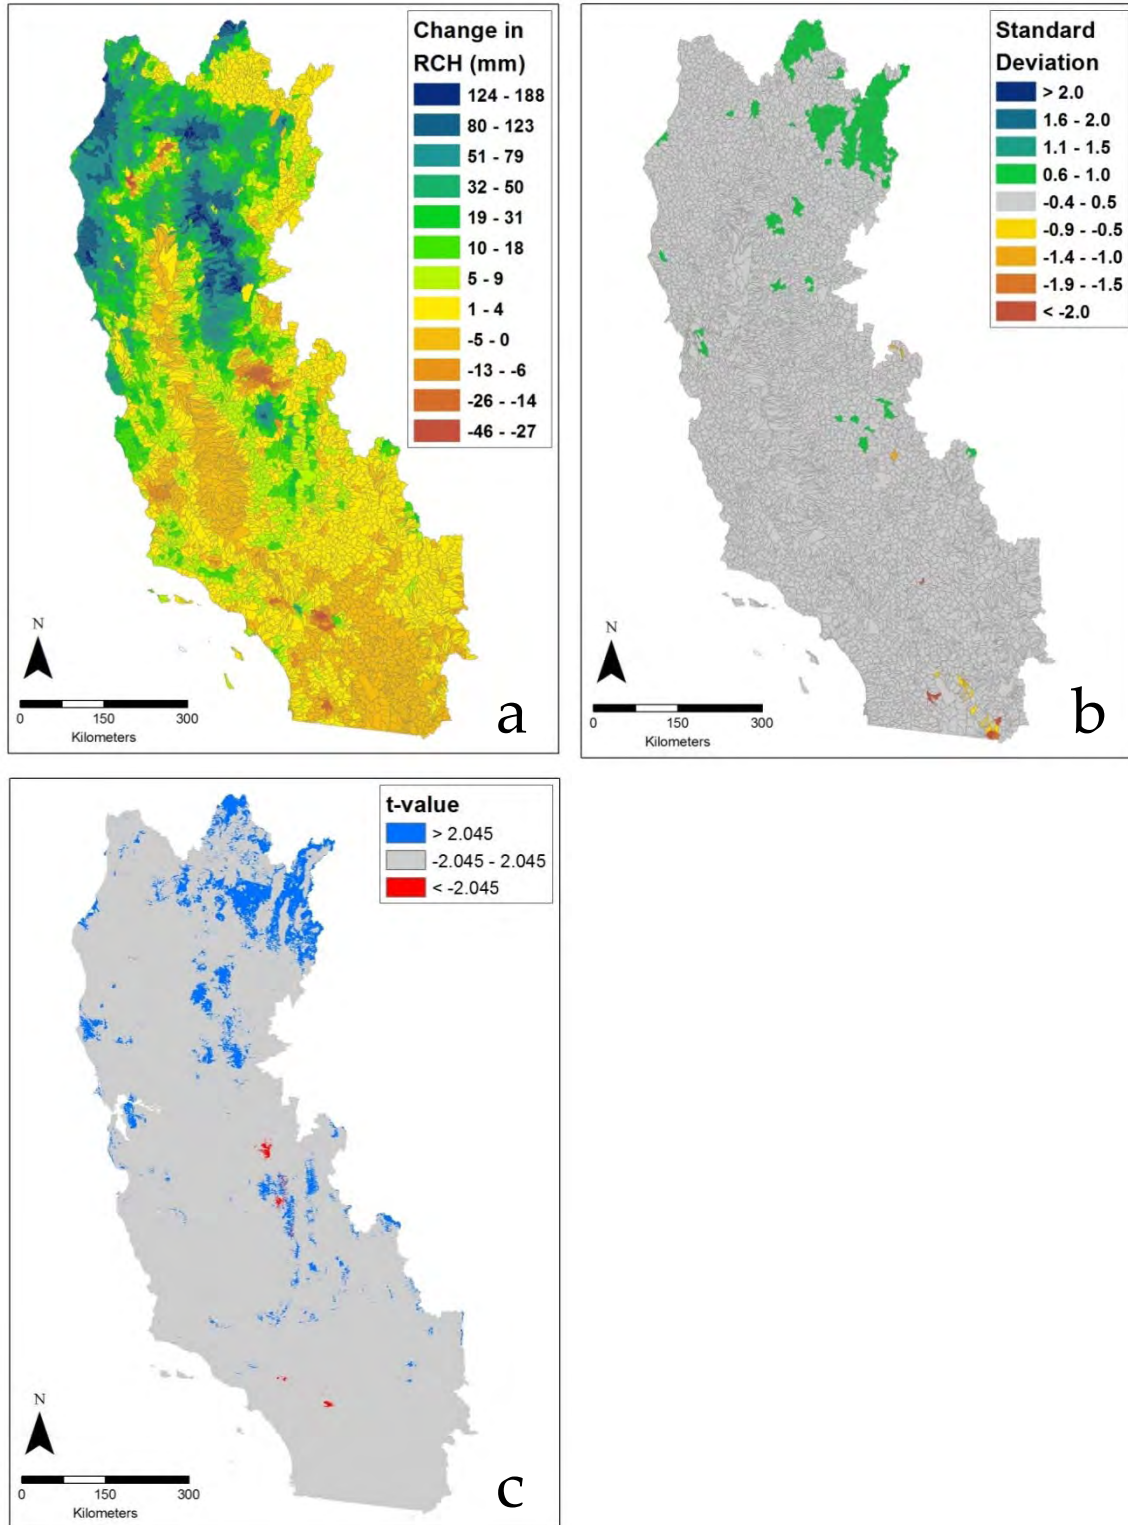 Change in
RCH (mm)
124 - 188
80 - 123
51 - 79
32 - 50
19 - 31
10 - 18
5 - 9
1 - 4
-5 - 0
-13 - -6
-26 - -14
-46 - -27
N
0 150 300
Kilometers
a
Standard
Deviation
> 2.0
1.6 - 2.0
1.1 - 1.5
0.6 - 1.0
-0.4 - 0.5
-0.9 - -0.5
-1.4 - -1.0
-1.9 - -1.5
< -2.0
N
0 150 300
Kilometers
b
t-value
> 2.045
-2.045 - 2.045
< -2.045
N
0 150 300
Kilometers
c